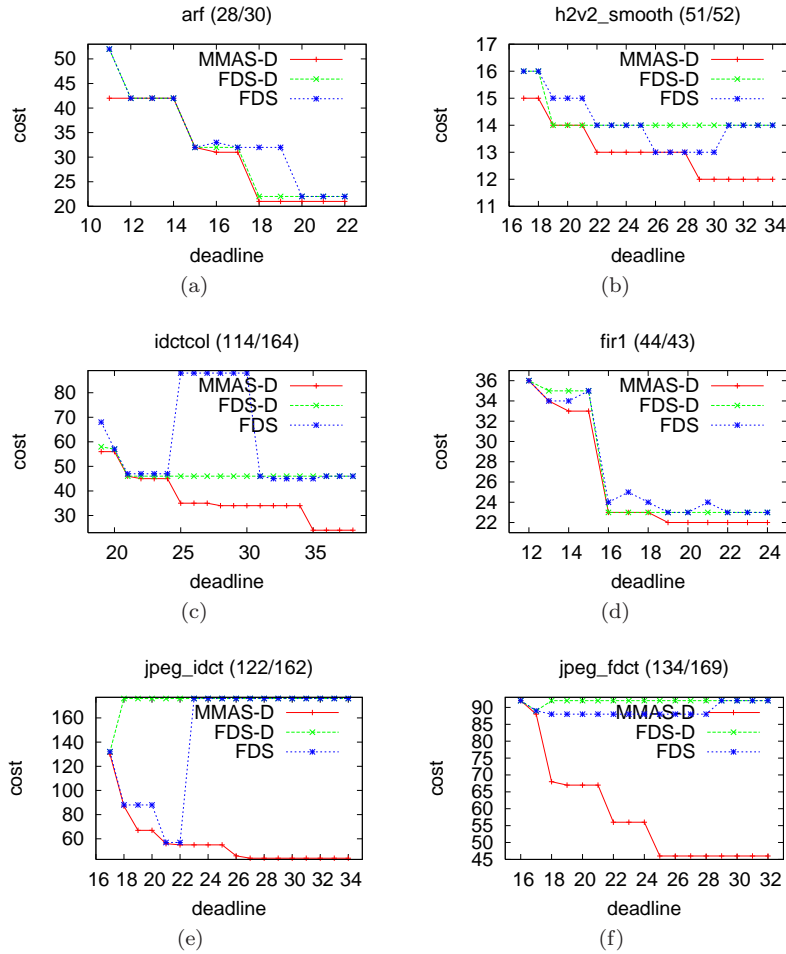 arf (28/30)
50
45
40
35
30
25
20
10 12 14 16 18 20 22
cost
deadline
MMAS-D
FDS-D
FDS
(a)
h2v2_smooth (51/52)
17
16
15
14
13
12
11
16 18 20 22 24 26 28 30 32 34
cost
deadline
MMAS-D
FDS-D
FDS
(b)
idctcol (114/164)
80
70
60
50
40
30
20 25 30 35
cost
deadline
MMAS-D
FDS-D
FDS
(c)
fir1 (44/43)
36
34
32
30
28
26
24
22
12 14 16 18 20 22 24
cost
deadline
MMAS-D
FDS-D
FDS
(d)
jpeg_idct (122/162)
160
140
120
100
80
60
16 18 20 22 24 26 28 30 32 34
cost
deadline
MMAS-D
FDS-D
FDS
(e)
jpeg_fdct (134/169)
90
85
80
75
70
65
60
55
50
45
16 18 20 22 24 26 28 30 32
cost
deadline
MMAS-D
FDS-D
FDS
(f)